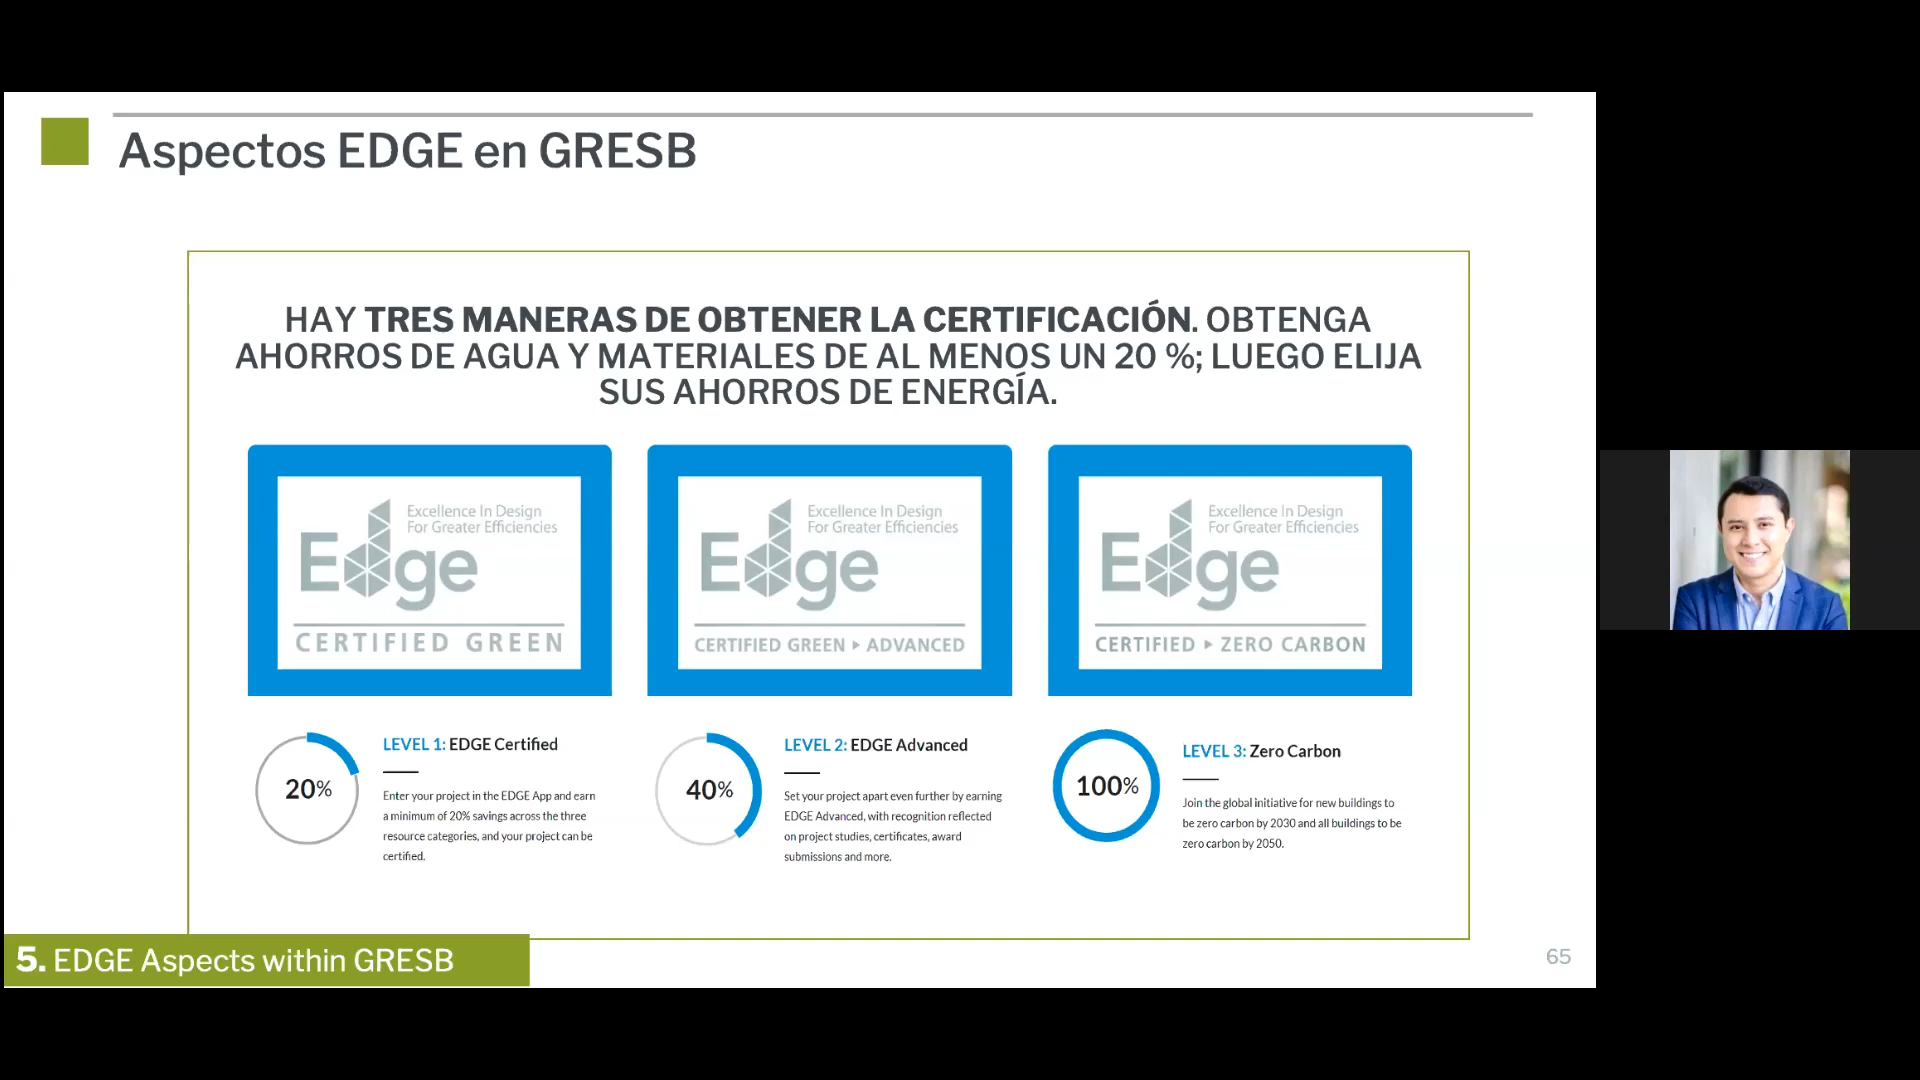 Aspectos EDGE en GRESB
HAY TRES MANERAS DE OBTENER LA CERTIFICACIÓN. OBTENGA
AHORROS DE AGUA Y MATERIALES DE AL MENOS UN 20 %; LUEGO ELIJA
SUS AHORROS DE ENERGÍA.
Edge
Excellence In Design
For Greater Efficiencies
CERTIFIED GREEN
Edge
Excellence In Design
For Greater Efficiencies
CERTIFIED GREEN ▸ ADVANCED
Edge
Excellence In Design
For Greater Efficiencies
CERTIFIED ▸ ZERO CARBON
20%
LEVEL 1: EDGE Certified
Enter your project in the EDGE App and earn
a minimum of 20% savings across the three
resource categories, and your project can be
certified.
40%
LEVEL 2: EDGE Advanced
Set your project apart even further by earning
EDGE Advanced, with recognition reflected
on project studies, certificates, award
submissions and more.
100%
LEVEL 3: Zero Carbon
Join the global initiative for new buildings to
be zero carbon by 2030 and all buildings to be
zero carbon by 2050.
5. EDGE Aspects within GRESB
65